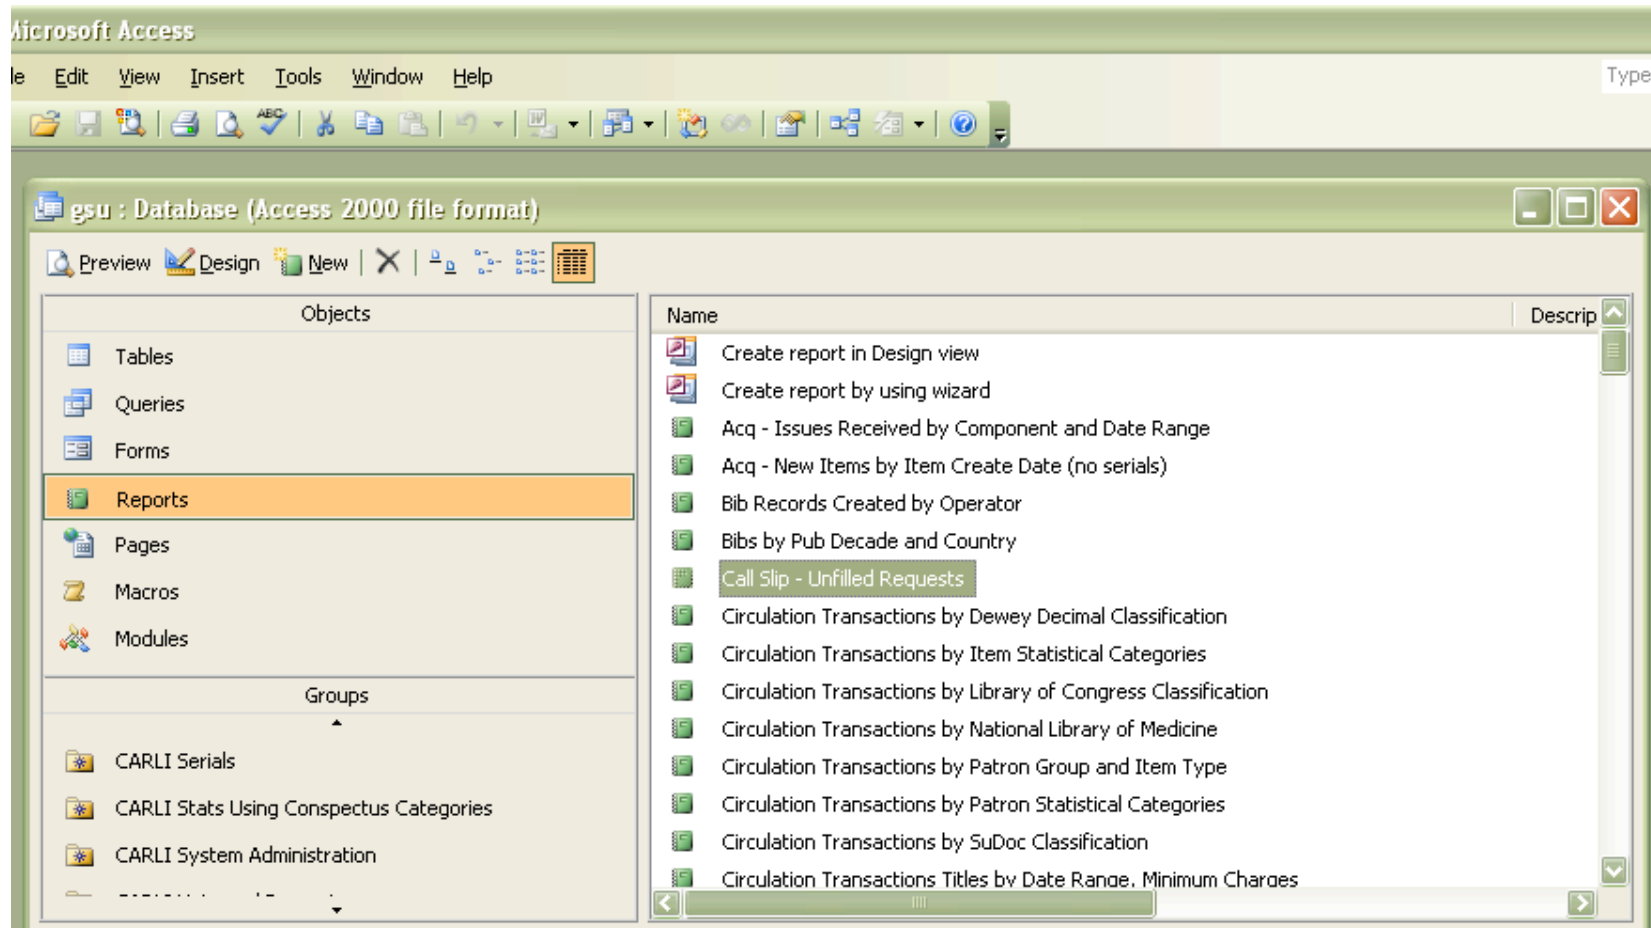 Microsoft Access
le Edit View Insert Tools Window Help
Type
ABC
W
gsu : Database (Access 2000 file format)
Preview Design New
Objects
Tables
Queries
Forms
Reports
Pages
Macros
Modules
Groups
CARLI Serials
CARLI Stats Using Conspectus Categories
CARLI System Administration
Name Descrip
Create report in Design view
Create report by using wizard
Acq - Issues Received by Component and Date Range
Acq - New Items by Item Create Date (no serials)
Bib Records Created by Operator
Bibs by Pub Decade and Country
Call Slip - Unfilled Requests
Circulation Transactions by Dewey Decimal Classification
Circulation Transactions by Item Statistical Categories
Circulation Transactions by Library of Congress Classification
Circulation Transactions by National Library of Medicine
Circulation Transactions by Patron Group and Item Type
Circulation Transactions by Patron Statistical Categories
Circulation Transactions by SuDoc Classification
Circulation Transactions Titles by Date Range, Minimum Charges